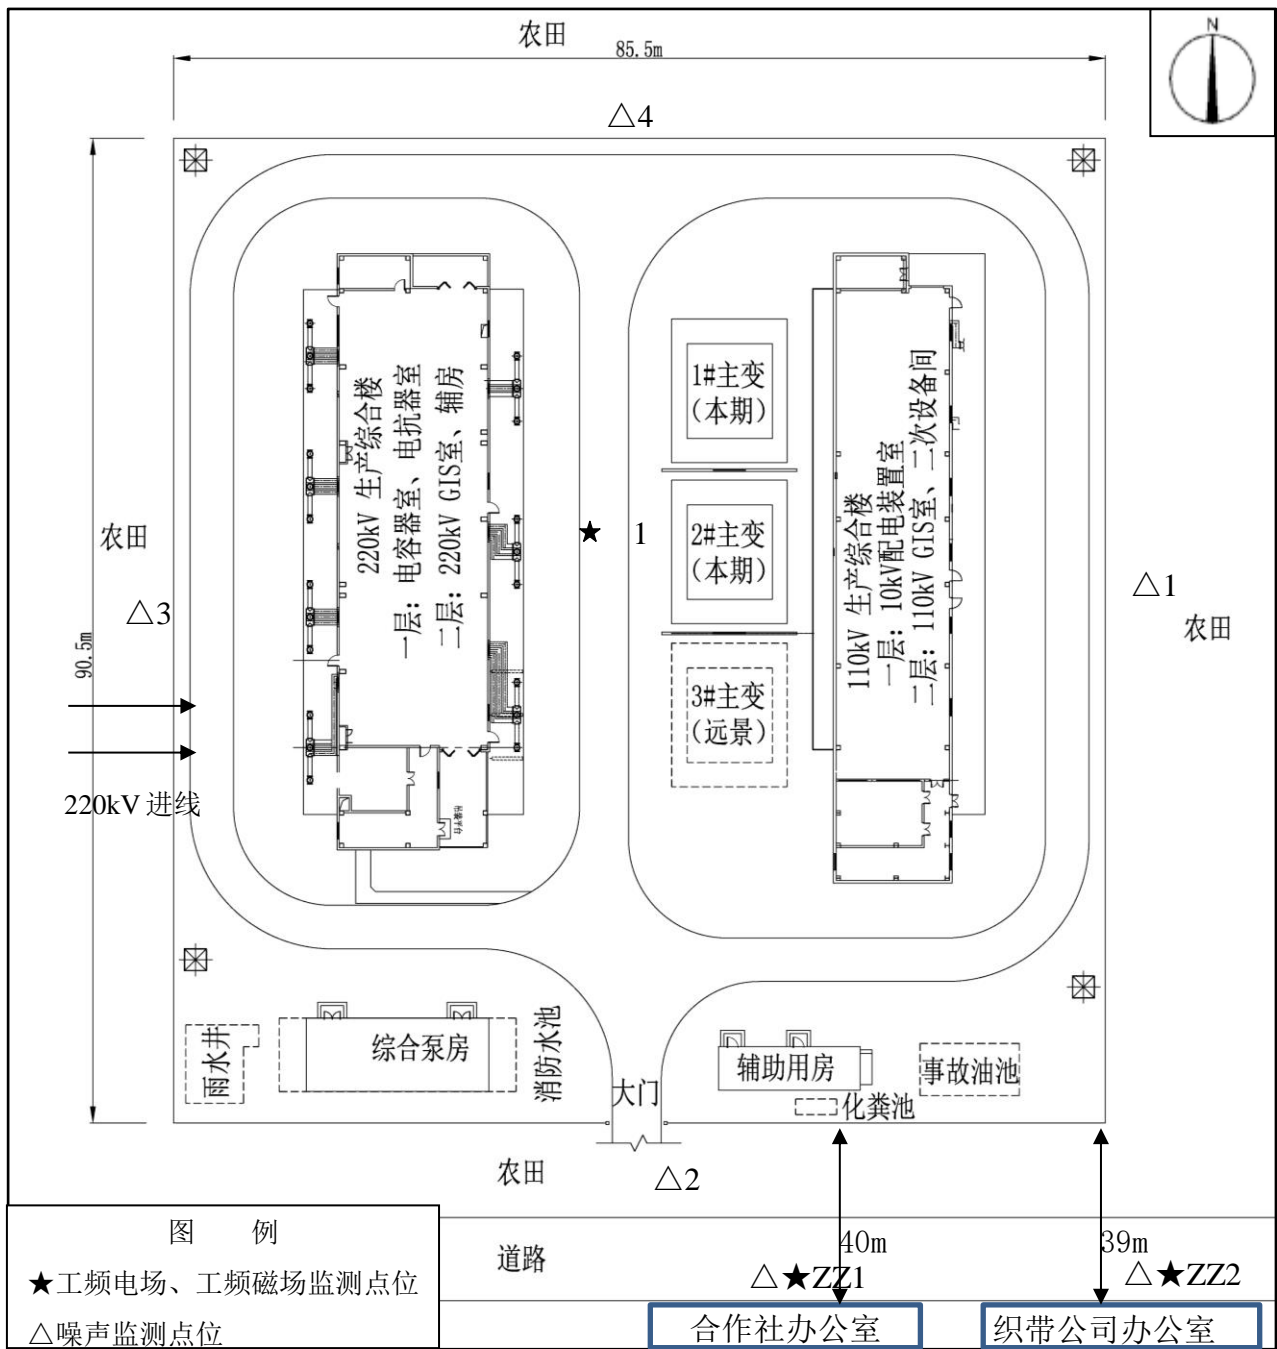 农田
85.5m
N
△4
220kV 生产综合楼
一层：电容器室、电抗器室
二层：220kV GIS室、辅房
1#主变
（本期）
2#主变
（本期）
3#主变
（远景）
110kV 生产综合楼
一层：10kV配电装置室
二层：110kV GIS室、二次设备间
★ 1
农田
△3
90.5m
△1
农田
220kV 进线
雨水井
综合泵房
消防水池
大门
辅助用房
事故油池
化粪池
农田
△2
道路
40m
39m
△★ZZ1
△★ZZ2
合作社办公室
织带公司办公室
图 例
★工频电场、工频磁场监测点位
△噪声监测点位